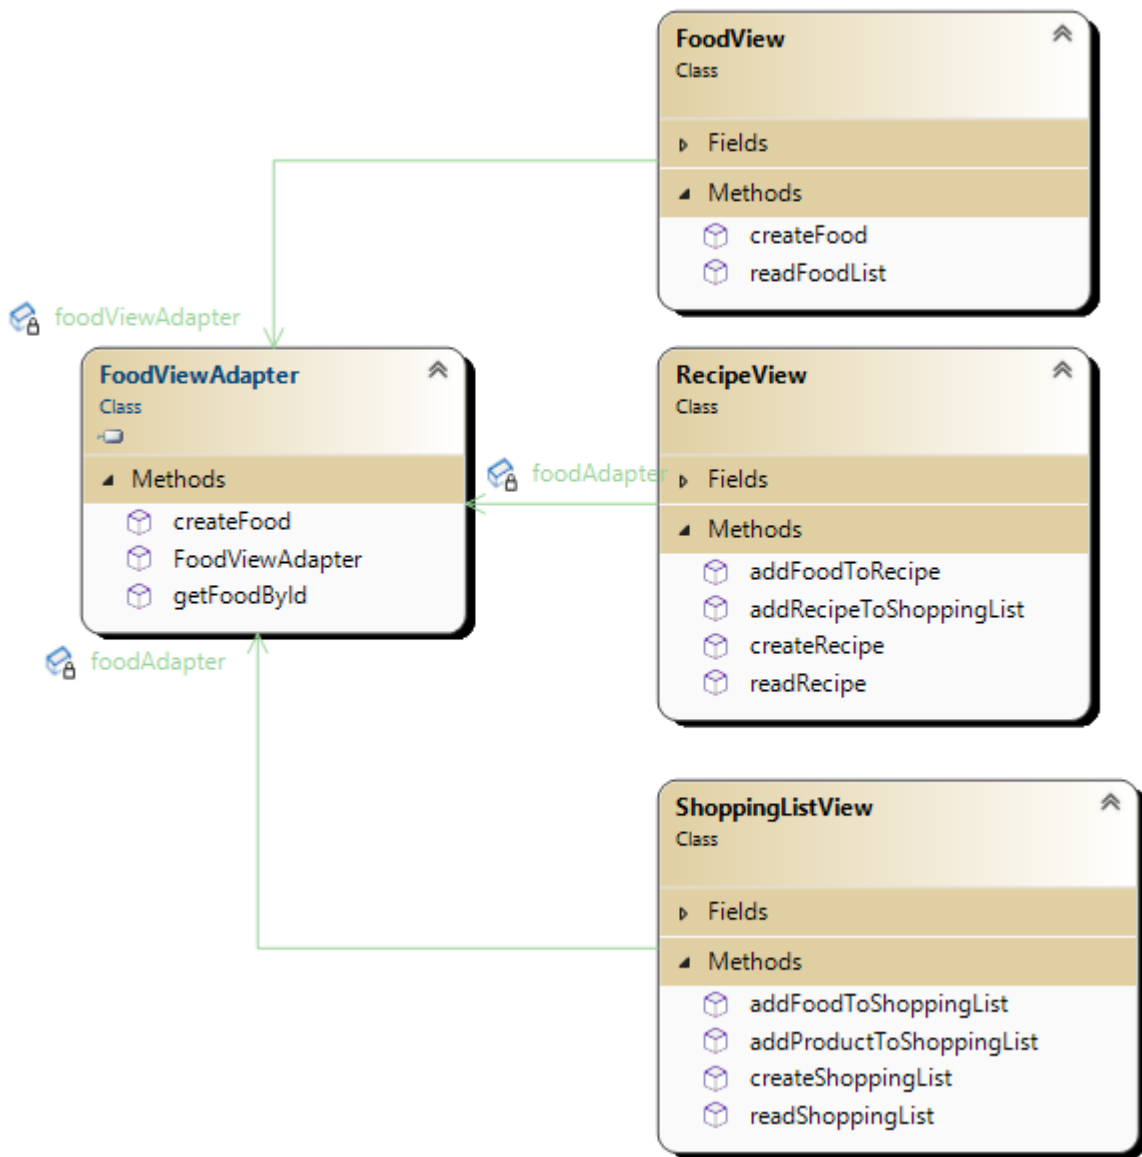 FoodView
Class
Fields
Methods
createFood
readFoodList
foodViewAdapter
FoodViewAdapter
Class
Methods
createFood
FoodViewAdapter
getFoodById
foodAdapter
RecipeView
Class
Fields
Methods
addFoodToRecipe
addRecipeToShoppingList
createRecipe
readRecipe
foodAdapter
ShoppingListView
Class
Fields
Methods
addFoodToShoppingList
addProductToShoppingList
createShoppingList
readShoppingList